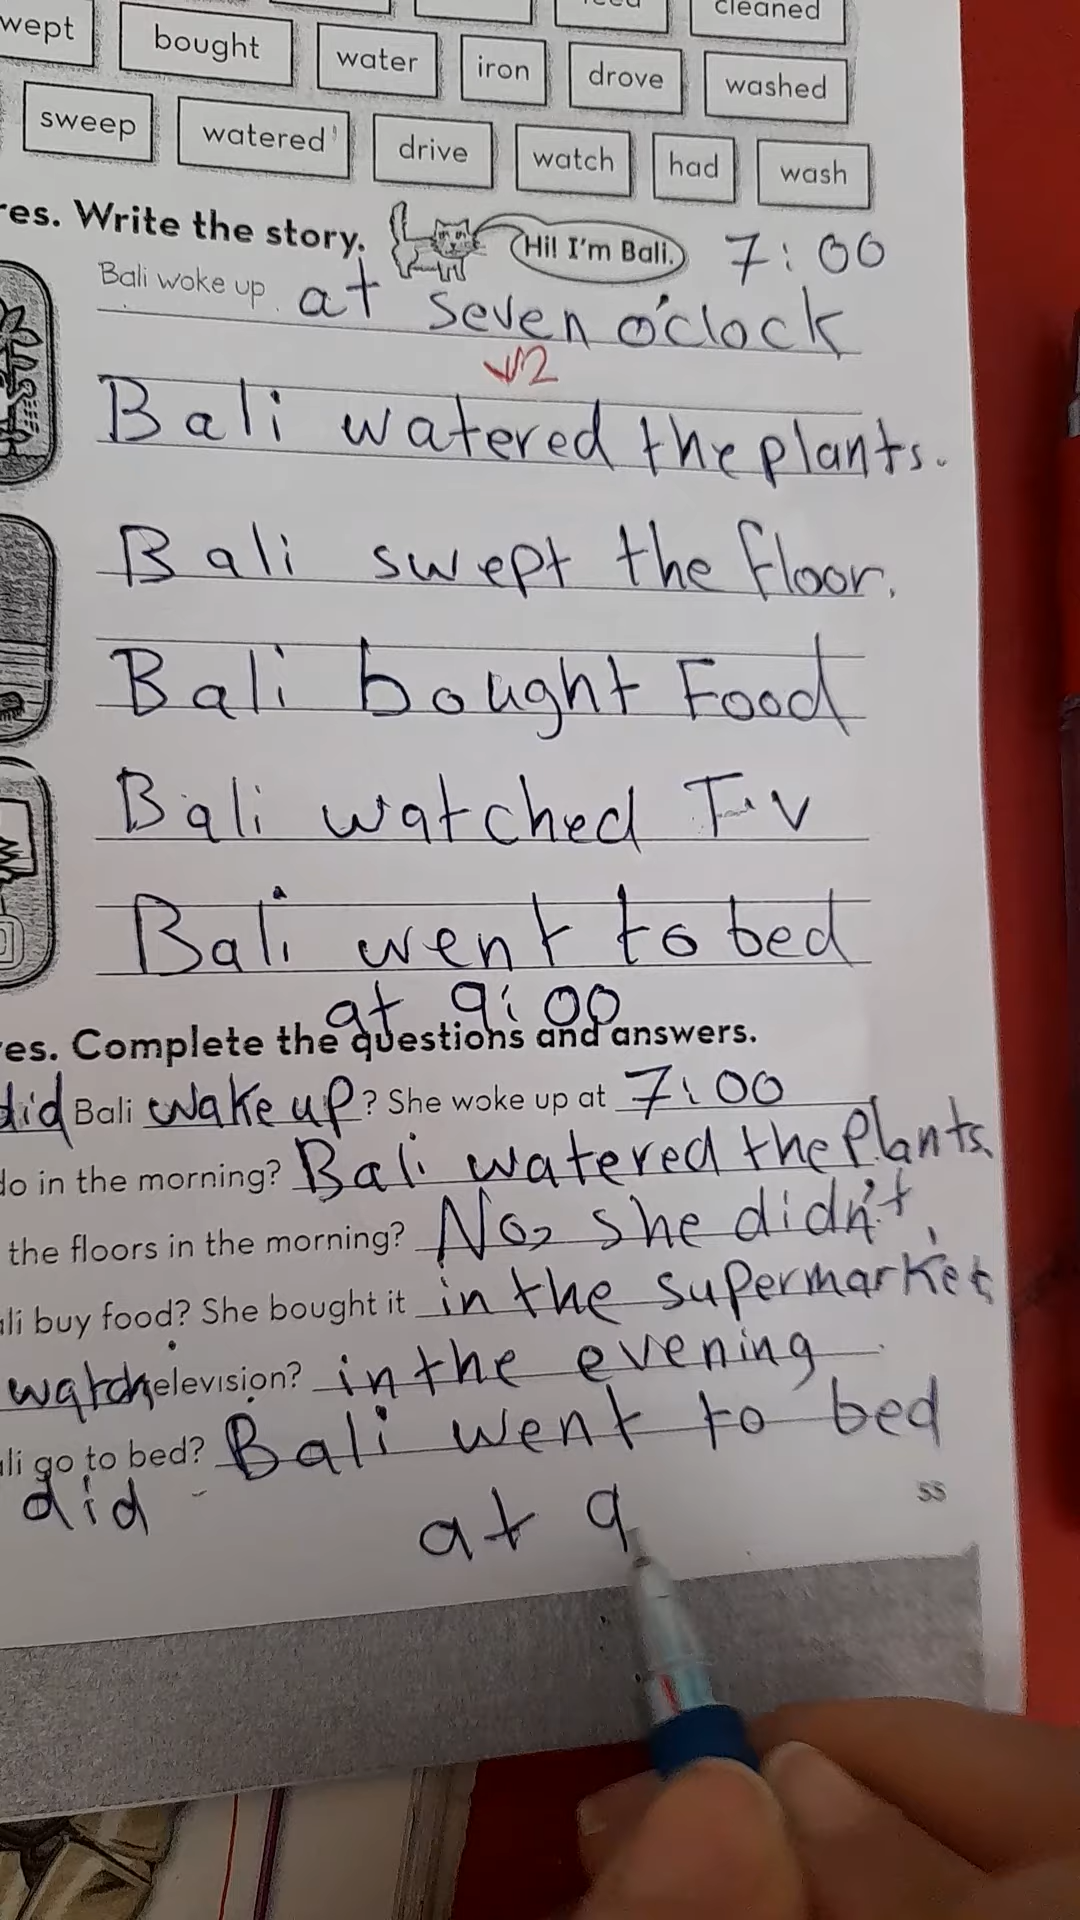 cleaned
wept bought water iron drove washed
sweep watered drive watch had wash
es. Write the story. Hi! I'm Bali. 7:00
Bali woke up at seven o'clock
Bali watered the plants.
Bali swept the floor.
Bali bought Food
Bali watched T.v
Bali went to bed
at 9:00
es. Complete the questions and answers.
did Bali wake up? She woke up at 7:00
do in the morning? Bali watered the Plants.
the floors in the morning? No, she didn't.
li buy food? She bought it in the supermarket
watch elevision? in the evening
li go to bed? Bali went to bed
did at 9
55